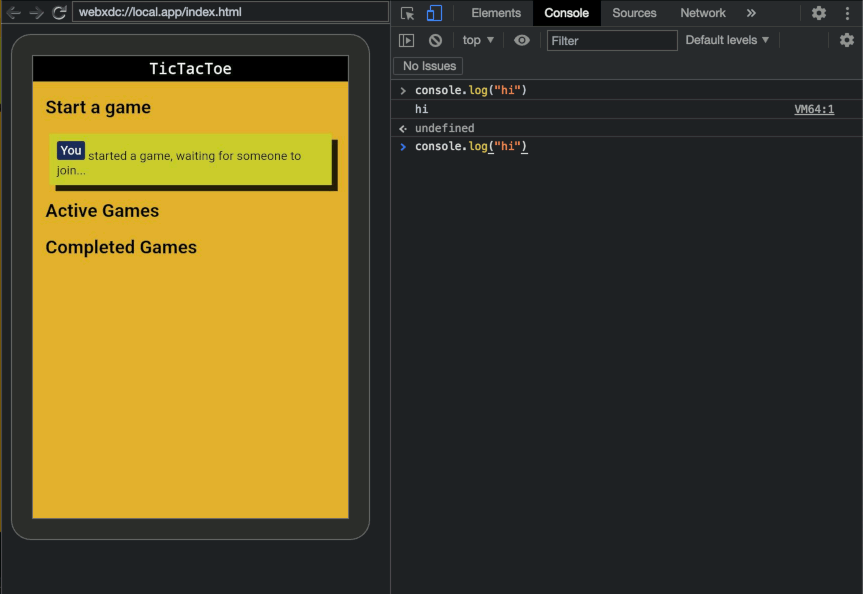 webxdc://local.app/index.html
TicTacToe
Start a game
You started a game, waiting for someone to
join...
Active Games
Completed Games
Elements Console Sources Network »
top ▼ Filter Default levels ▼
No Issues
> console.log("hi")
hi VM64:1
undefined
> console.log("hi")